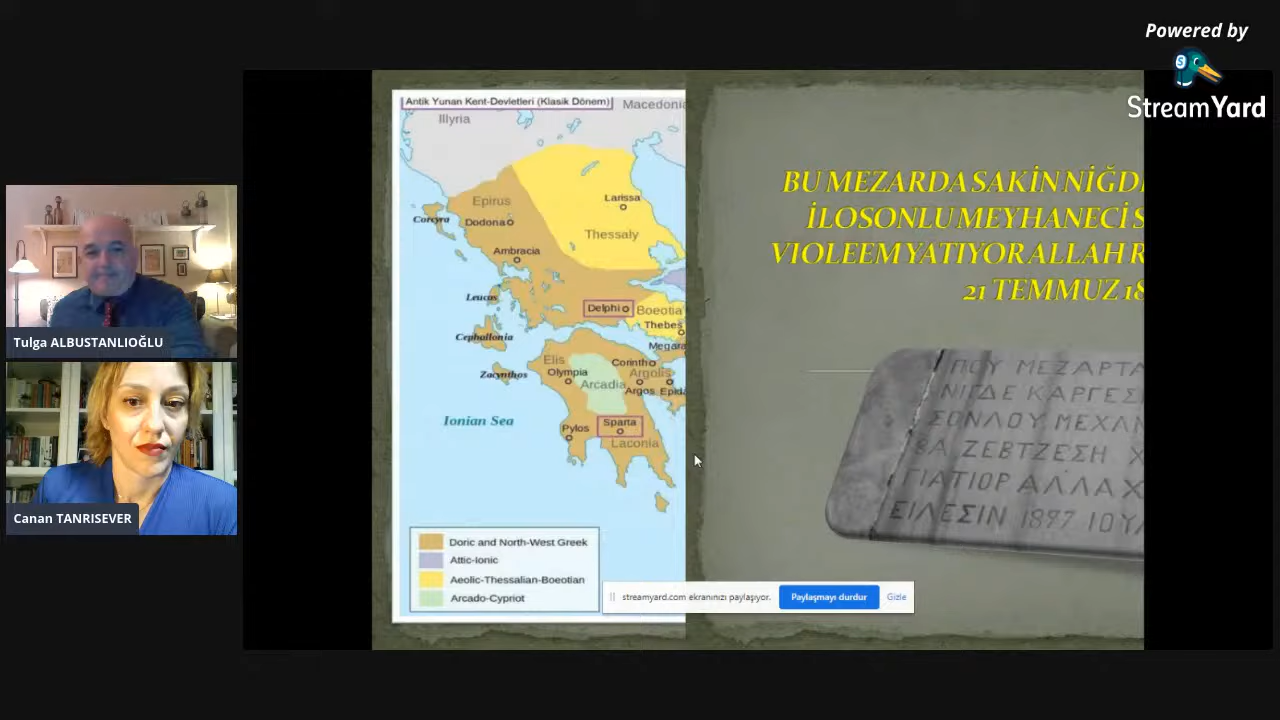 Powered by
StreamYard
Antik Yunan Kent-Devletleri (Klasik Dönem)
Macedonia
Illyria
Epirus
Larissa
Corcyra
Dodona
Thessaly
Ambracia
Leucas
Delphi
Boeotia
Thebes
Cephallonia
Megara
Elis
Corinth
Olympia
Argolis
Zacynthos
Arcadia
Argos
Ionian Sea
Pylos
Sparta
Laconia
Doric and North-West Greek
Attic-Ionic
Aeolic-Thessalian-Boeotian
Arcado-Cypriot
BU MEZARDA SAKİN NİĞD
İLOSONLU MEYHANECİ S
VIOLEEM YATIYOR ALLAH R
21 TEMMUZ 18
ΠΟΥ ΜΕΖΑΡΤΑ
ΝΙΓΔΕ ΚΑΡΓΕΣ
ΣΟΝΛΟΥ ΜΕΧΑΝ
ΖΕΒΤΖΕΣΗ Χ
ΓΙΑΤΙΟΡ ΑΛΛΑΧ
ΕΙΛΕΣΙΝ 1897 ΙΟΥ
streamyard.com ekranınızı paylaşıyor.
Paylaşmayı durdur
Gizle
Tulga ALBUSTANLIOĞLU
Canan TANRISEVER